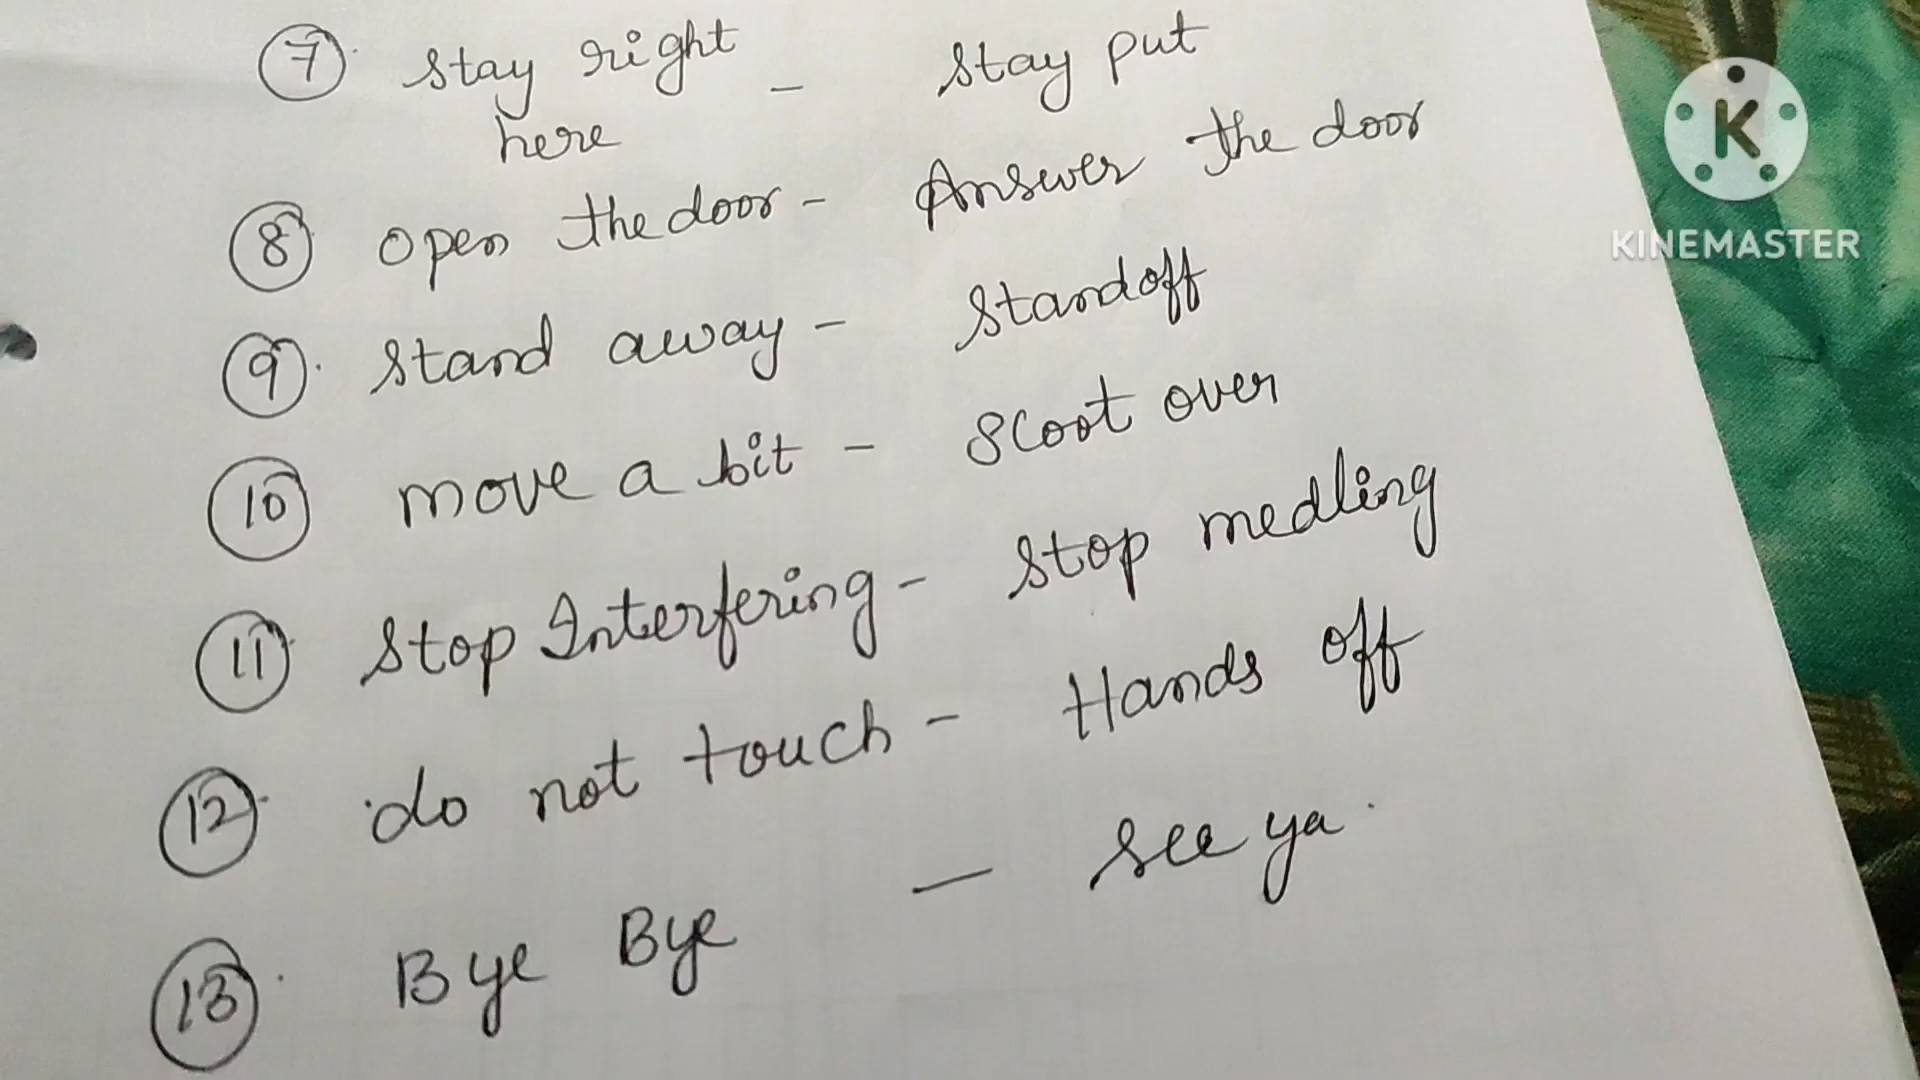 7 stay right - stay put
here
8 open the door - Answer the door
9. stand away - standoff
10 move a bit - scoot over
11 stop Interfering - stop medling
12. do not touch - Hands off
13. Bye Bye - see ya.
K
KINEMASTER